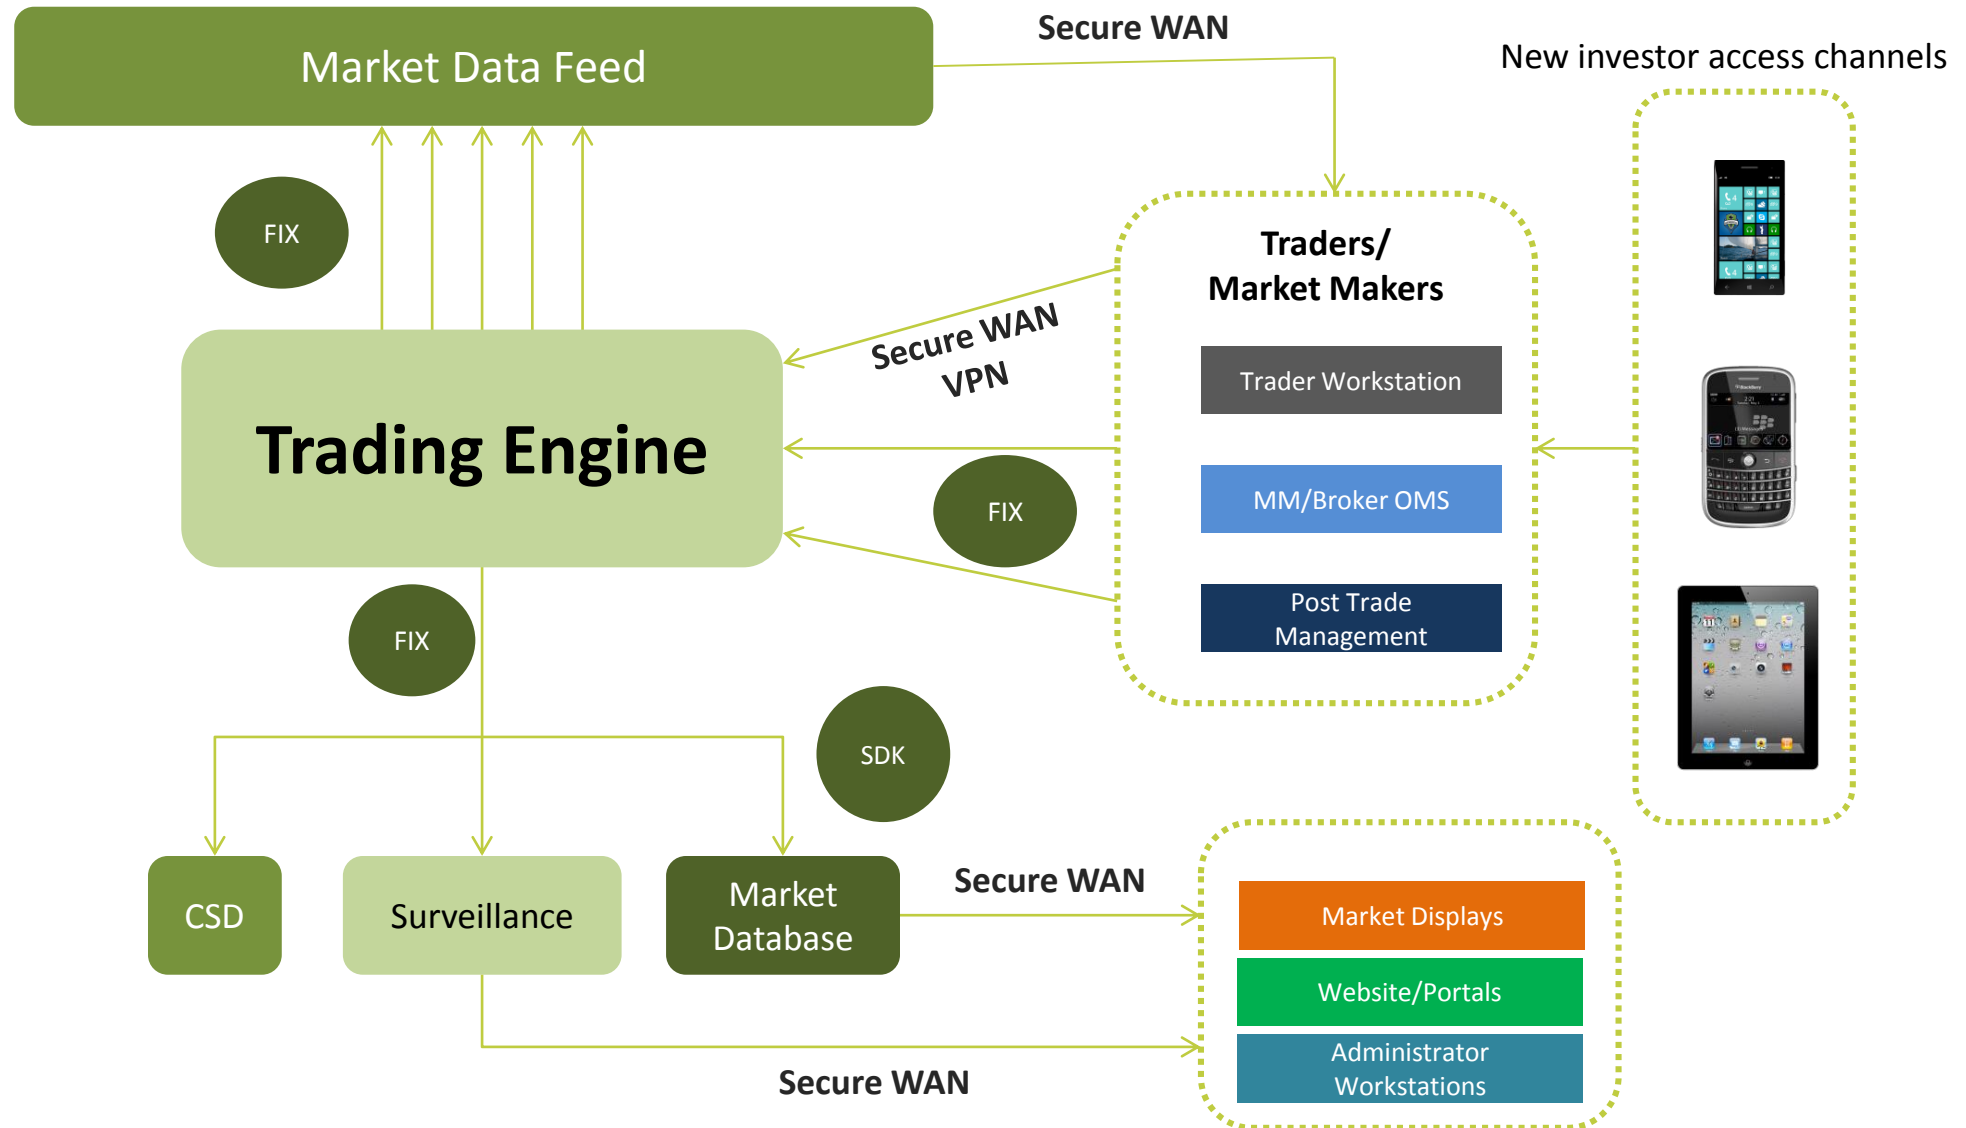 Secure WAN
Market Data Feed
New investor access channels
FIX
Traders/
Market Makers
Secure WAN
VPN
Trader Workstation
Trading Engine
MM/Broker OMS
FIX
Post Trade
Management
FIX
SDK
CSD
Surveillance
Market
Database
Secure WAN
Market Displays
Website/Portals
Administrator
Workstations
Secure WAN